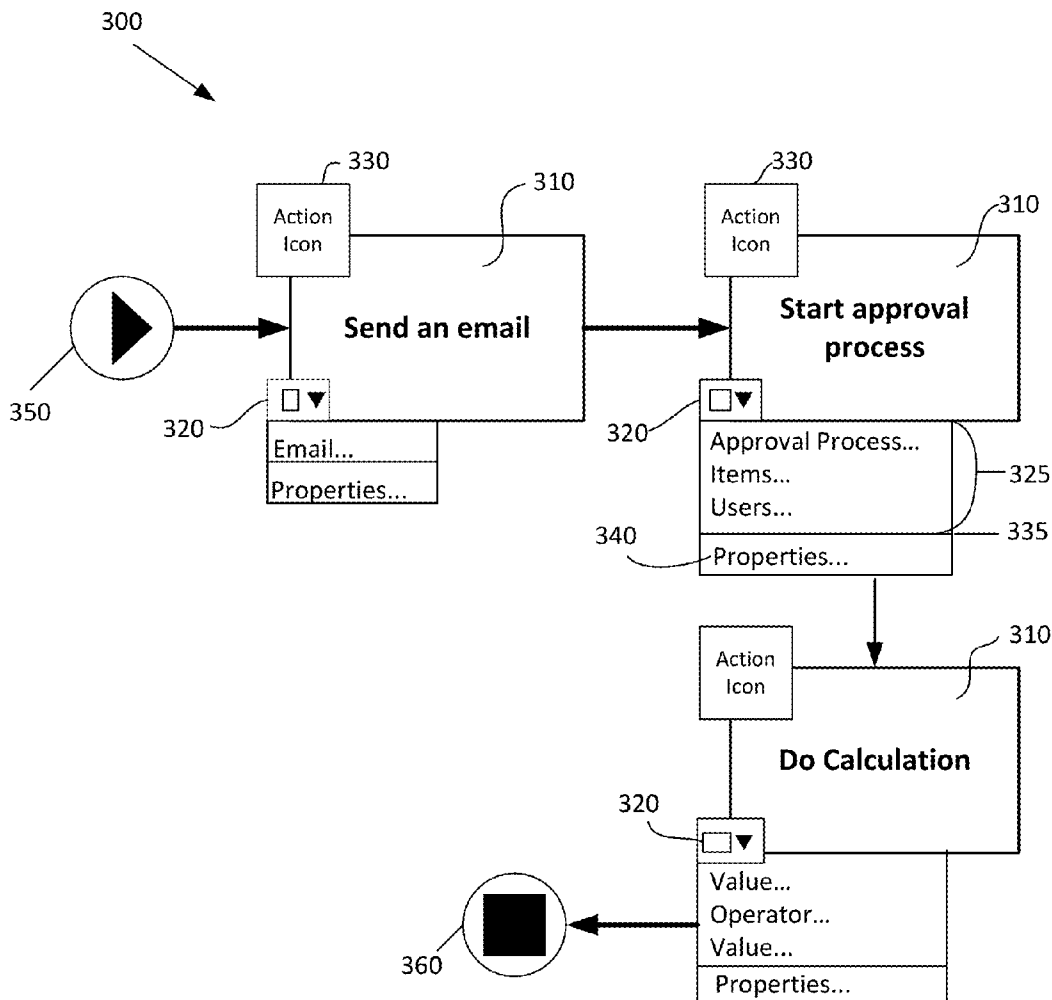 300
330
330
310
310
Action
Icon
Action
Icon
Send an email
Start approval
process
350
320
320
Email...
Properties...
Approval Process...
Items...
Users...
325
335
340
Properties...
310
Action
Icon
Do Calculation
320
Value...
Operator...
Value...
360
Properties...